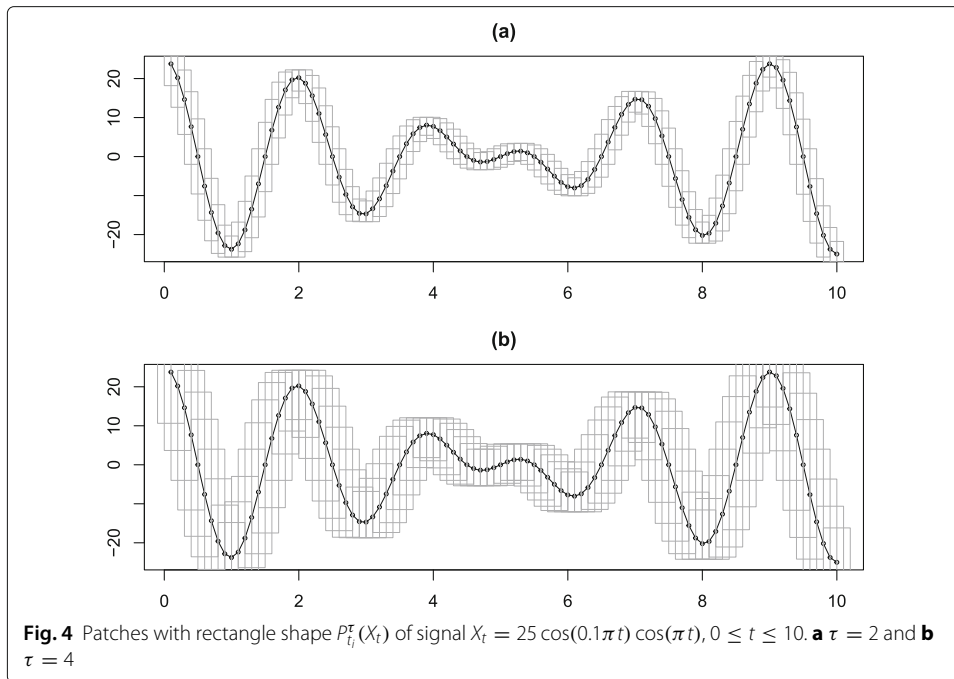 (a)
20
10
0
−20
0 2 4 6 8 10
(b)
20
10
0
−20
0 2 4 6 8 10
Fig. 4 Patches with rectangle shape P^τ_{t_i}(X_t) of signal X_t = 25 cos(0.1πt) cos(πt), 0 ≤ t ≤ 10. a τ = 2 and b
τ = 4